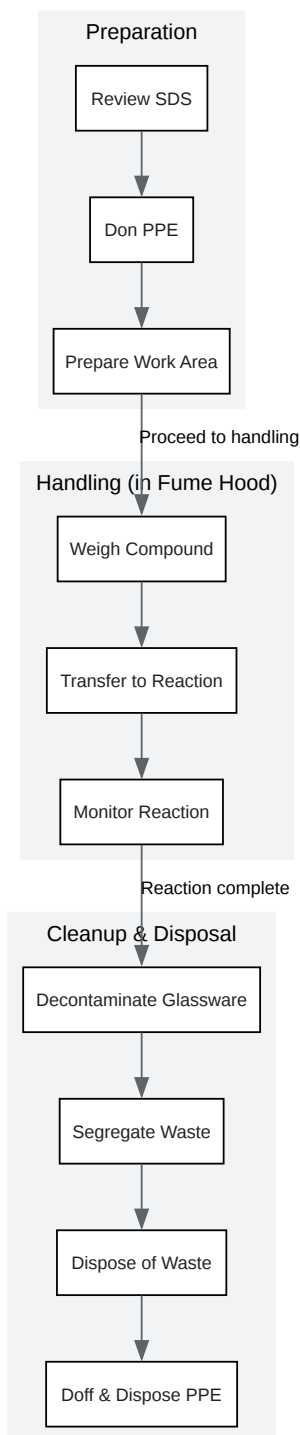 Preparation
Review SDS
Don PPE
Prepare Work Area
Proceed to handling
Handling (in Fume Hood)
Weigh Compound
Transfer to Reaction
Monitor Reaction
Reaction complete
Cleanup & Disposal
Decontaminate Glassware
Segregate Waste
Dispose of Waste
Doff & Dispose PPE